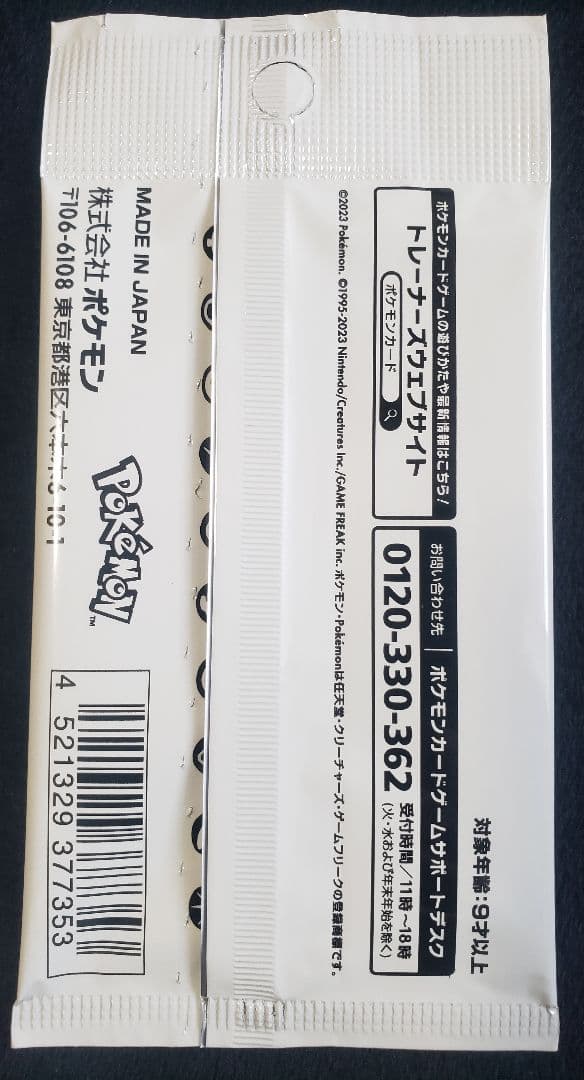 対象年齢:9才以上
ポケモンカードゲームの遊びかたや最新情報はこちら!
トレーナーズウェブサイト
ポケモンカード
お問い合わせ先
ポケモンカードゲームサポートデスク
0120-330-362
受付時間/11時〜18時
(火・水および年末年始を除く)
©2023 Pokémon. ©1995-2023 Nintendo/Creatures Inc./GAME FREAK inc. ポケモン・Pokémonは任天堂・クリーチャーズ・ゲームフリークの登録商標です。
MADE IN JAPAN
株式会社 ポケモン
〒106-6108 東京都港区六本木6-10-1
POKéMON
TM
4 521329 377353